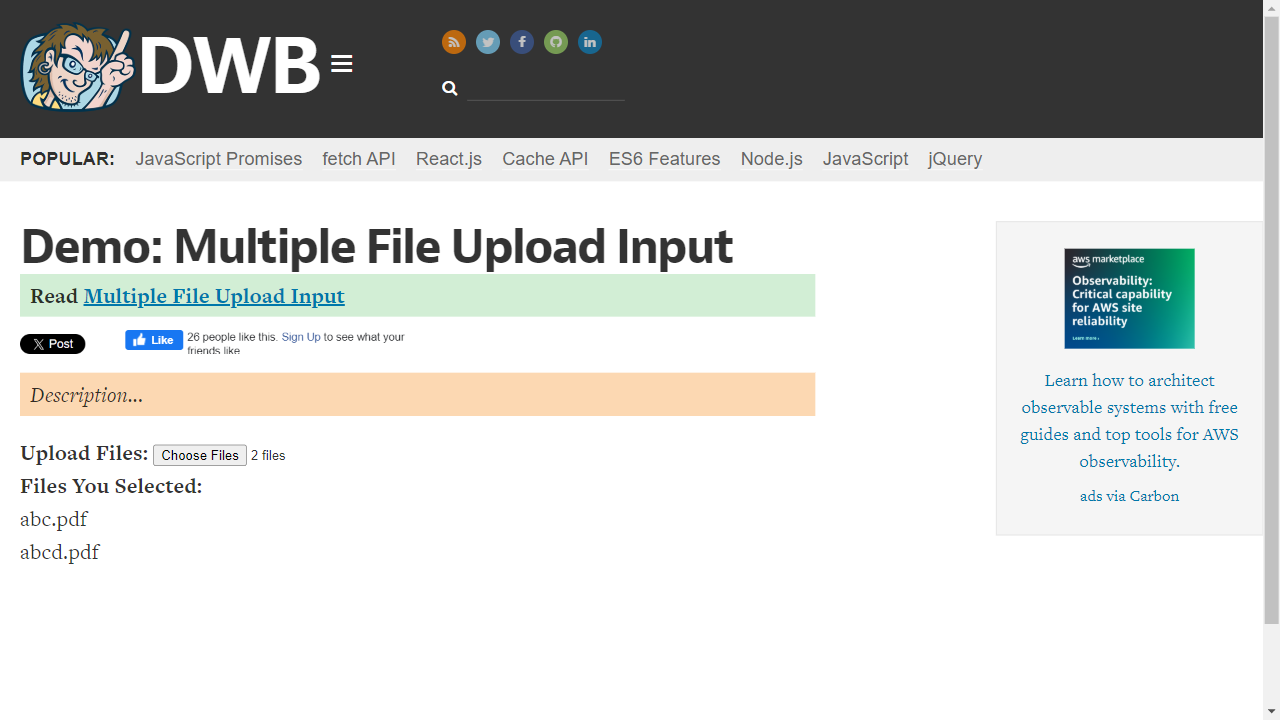 DWB
POPULAR: JavaScript Promises fetch API React.js Cache API ES6 Features Node.js JavaScript jQuery
Demo: Multiple File Upload Input
Read Multiple File Upload Input
Post
Like
26 people like this. Sign Up to see what your
friends like
Description...
Upload Files: Choose Files 2 files
Files You Selected:
abc.pdf
abcd.pdf
aws marketplace
Observability:
Critical capability
for AWS site
reliability
Learn more ›
Learn how to architect
observable systems with free
guides and top tools for AWS
observability.
ads via Carbon